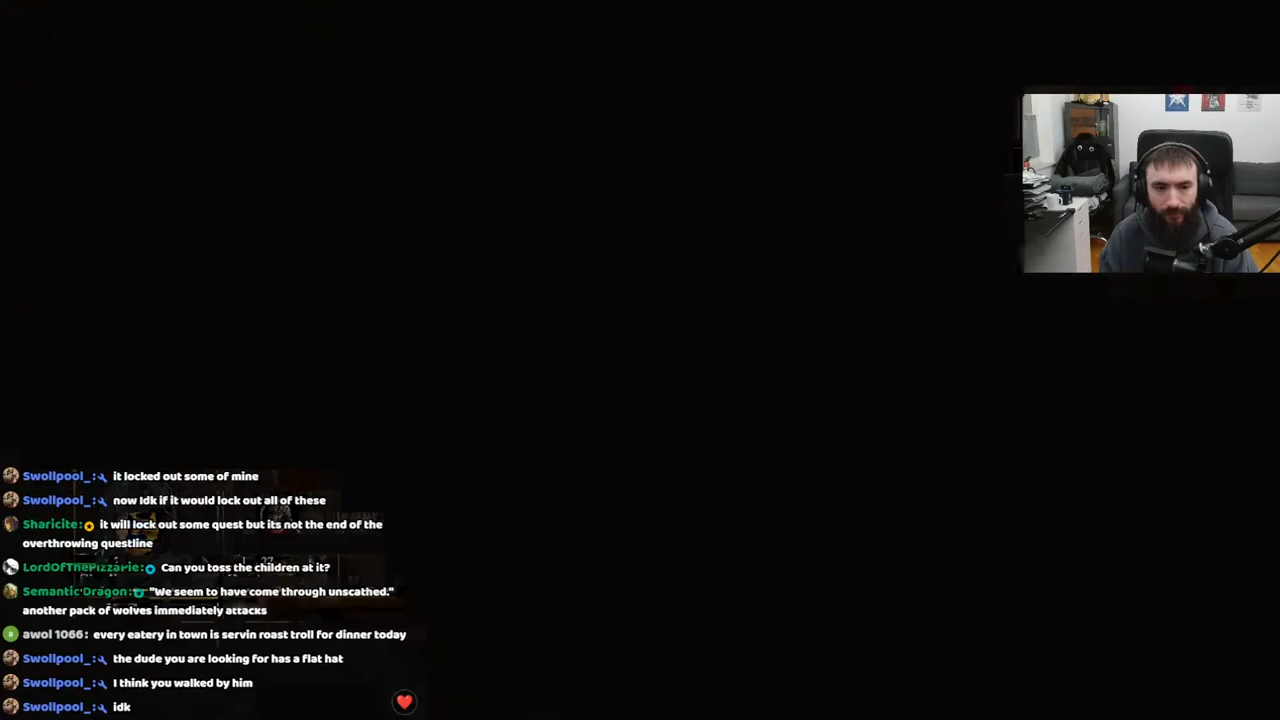 Swollpool_: it locked out some of mine
Swollpool_: now Idk if it would lock out all of these
Sharicite: it will lock out some quest but its not the end of the
overthrowing questline
LordOfThePizzarie: Can you toss the children at it?
Semantic Dragon: "We seem to have come through unscathed."
another pack of wolves immediately attacks
awol 1066: every eatery in town is servin roast troll for dinner today
Swollpool_: the dude you are looking for has a flat hat
Swollpool_: I think you walked by him
Swollpool_: idk